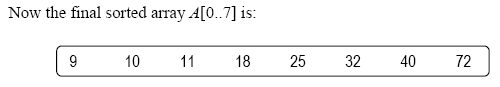 Now the final sorted array A[0..7] is:
9 10 11 18 25 32 40 72